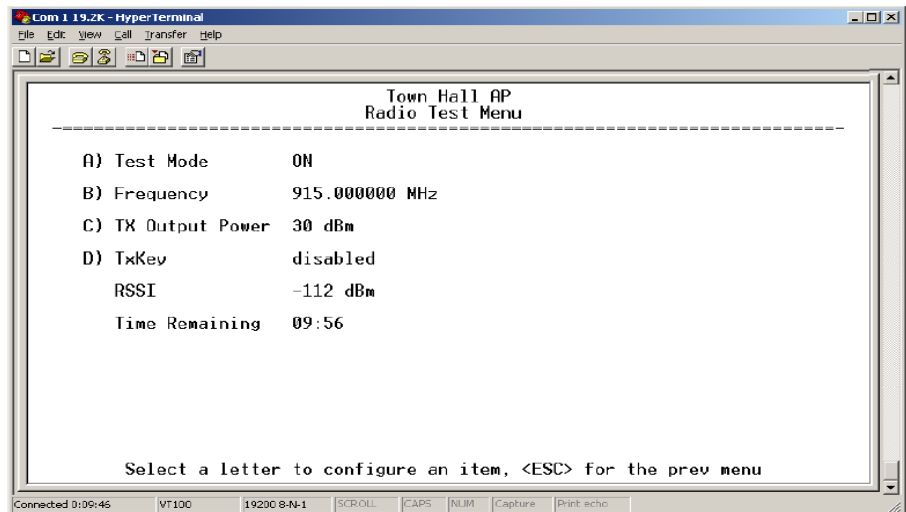 Com 1 19.2K - HyperTerminal
File Edit View Call Transfer Help
Town Hall AP
Radio Test Menu
-==========================================================================-
A) Test Mode ON
B) Frequency 915.000000 MHz
C) TX Output Power 30 dBm
D) TxKey disabled
RSSI -112 dBm
Time Remaining 09:56
Select a letter to configure an item, <ESC> for the prev menu
Connected 0:09:46 VT100 19200 8-N-1 SCROLL CAPS NUM Capture Print echo